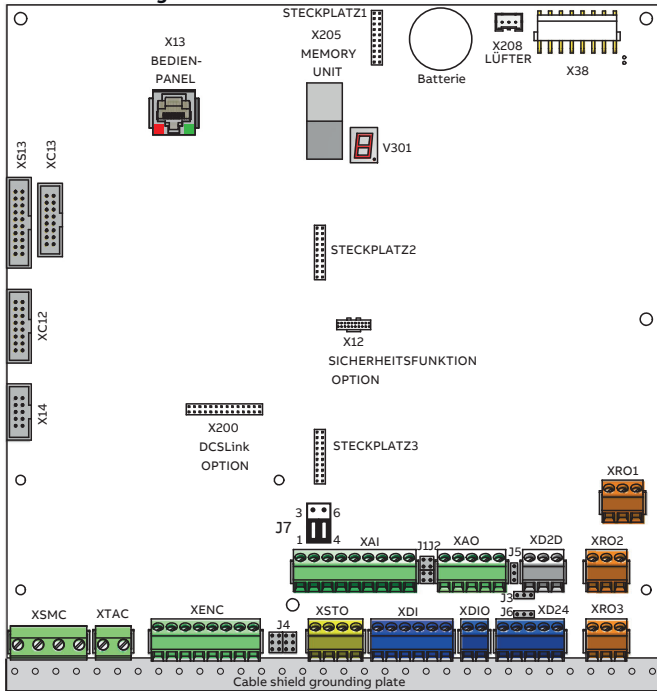 STECKPLATZ1
X13
BEDIEN-
PANEL
X205
MEMORY
UNIT
Batterie
X208
LÜFTER
X38
V301
XS13
XC13
STECKPLATZ2
XC12
X12
SICHERHEITSFUNKTION
OPTION
X14
X200
DCSLink
OPTION
STECKPLATZ3
XRO1
3 6
J7
1 4
XAI
J1J2
XAO
J5
XD2D
XRO2
J3
XSMC
XTAC
XENC
J4
XSTO
XDI
XDIO
J6
XD24
XRO3
Cable shield grounding plate